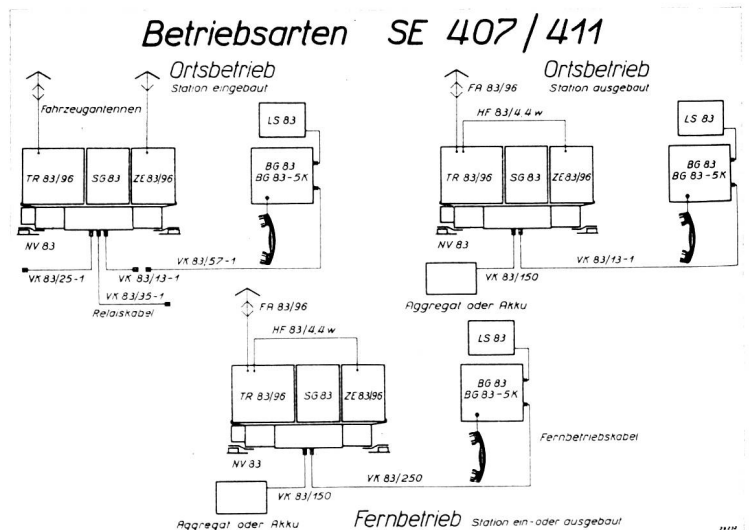 Betriebsarten SE 407/411
Ortsbetrieb
Station eingebaut
Fahrzeugantennen
LS 83
TR 83/96
SG 83
ZE 83/96
BG 83
BG 83-5K
NV 83
VK 83/25-1
VK 83/13-1
VK 83/57-1
VK 83/35-1
Relaiskabel
Ortsbetrieb
Station ausgebaut
FA 83/96
HF 83/4,4 w
LS 83
TR 83/96
SG 83
ZE 83/96
BG 83
BG 83-5K
NV 83
VK 83/150
VK 83/13-1
Aggregat oder Akku
FA 83/96
HF 83/4,4 w
LS 83
TR 83/96
SG 83
ZE 83/96
BG 83
BG 83-5K
Fernbetriebskabel
NV 83
VK 83/250
VK 83/150
Aggregat oder Akku
Fernbetrieb Station ein- oder ausgebaut